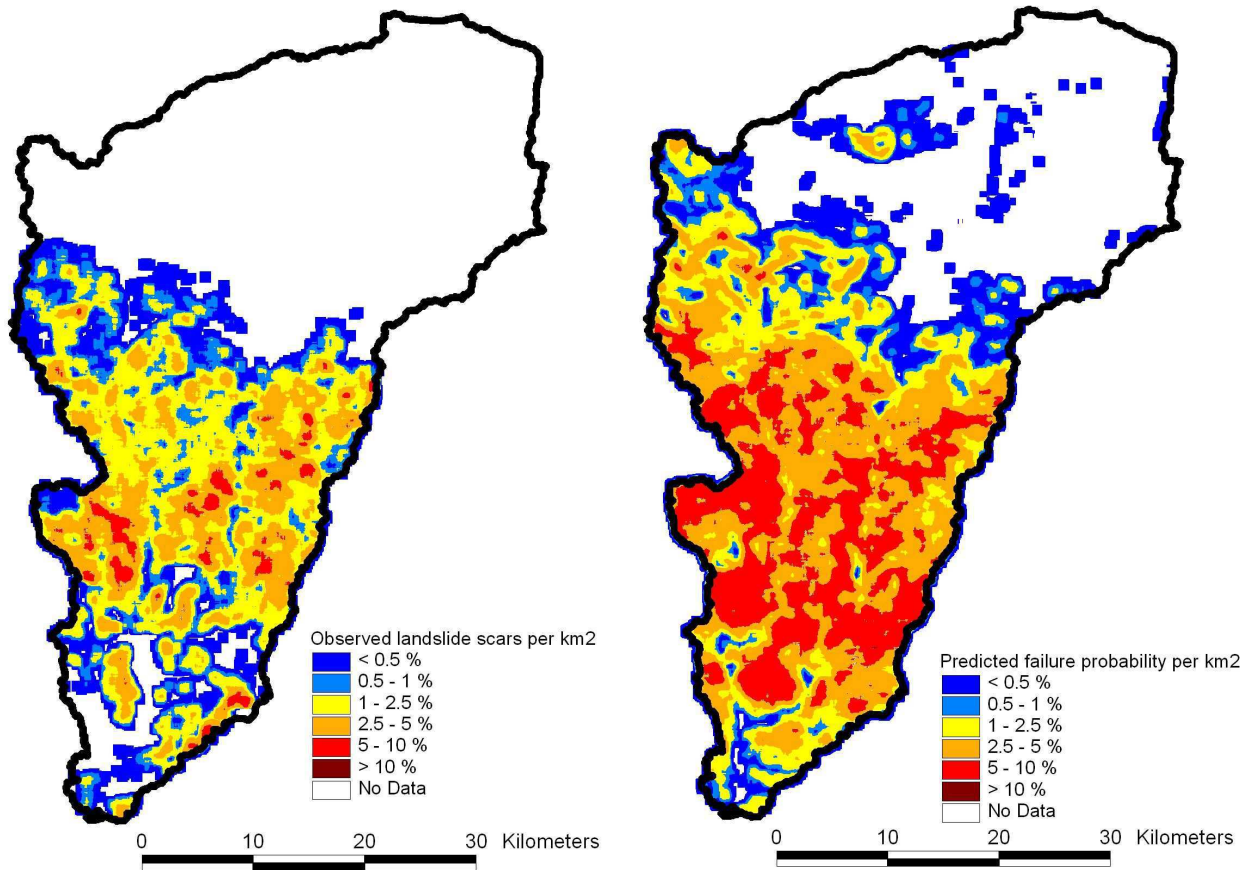 Observed landslide scars per km2
< 0.5 %
0.5 - 1 %
1 - 2.5 %
2.5 - 5 %
5 - 10 %
> 10 %
No Data
0 10 20 30 Kilometers
Predicted failure probability per km2
< 0.5 %
0.5 - 1 %
1 - 2.5 %
2.5 - 5 %
5 - 10 %
> 10 %
No Data
0 10 20 30 Kilometers